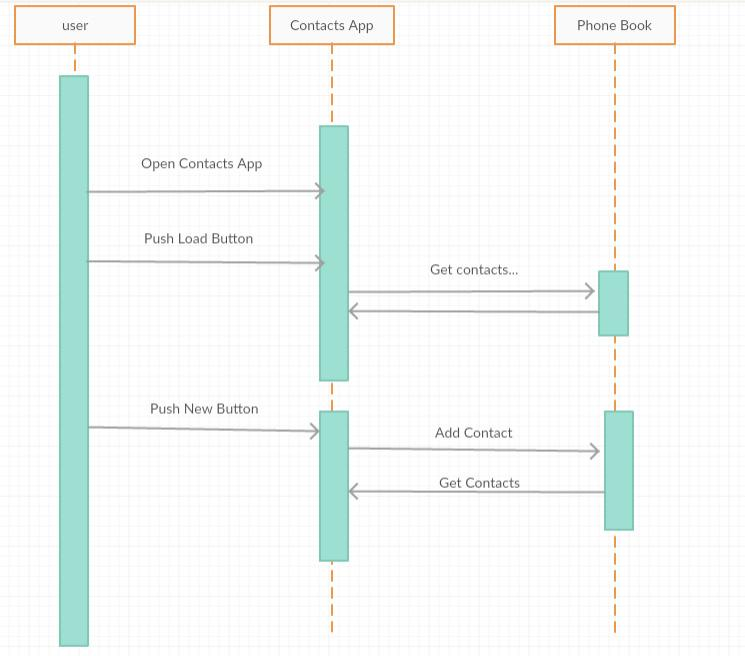 user
Contacts App
Phone Book
Open Contacts App
Push Load Button
Get contacts...
Push New Button
Add Contact
Get Contacts